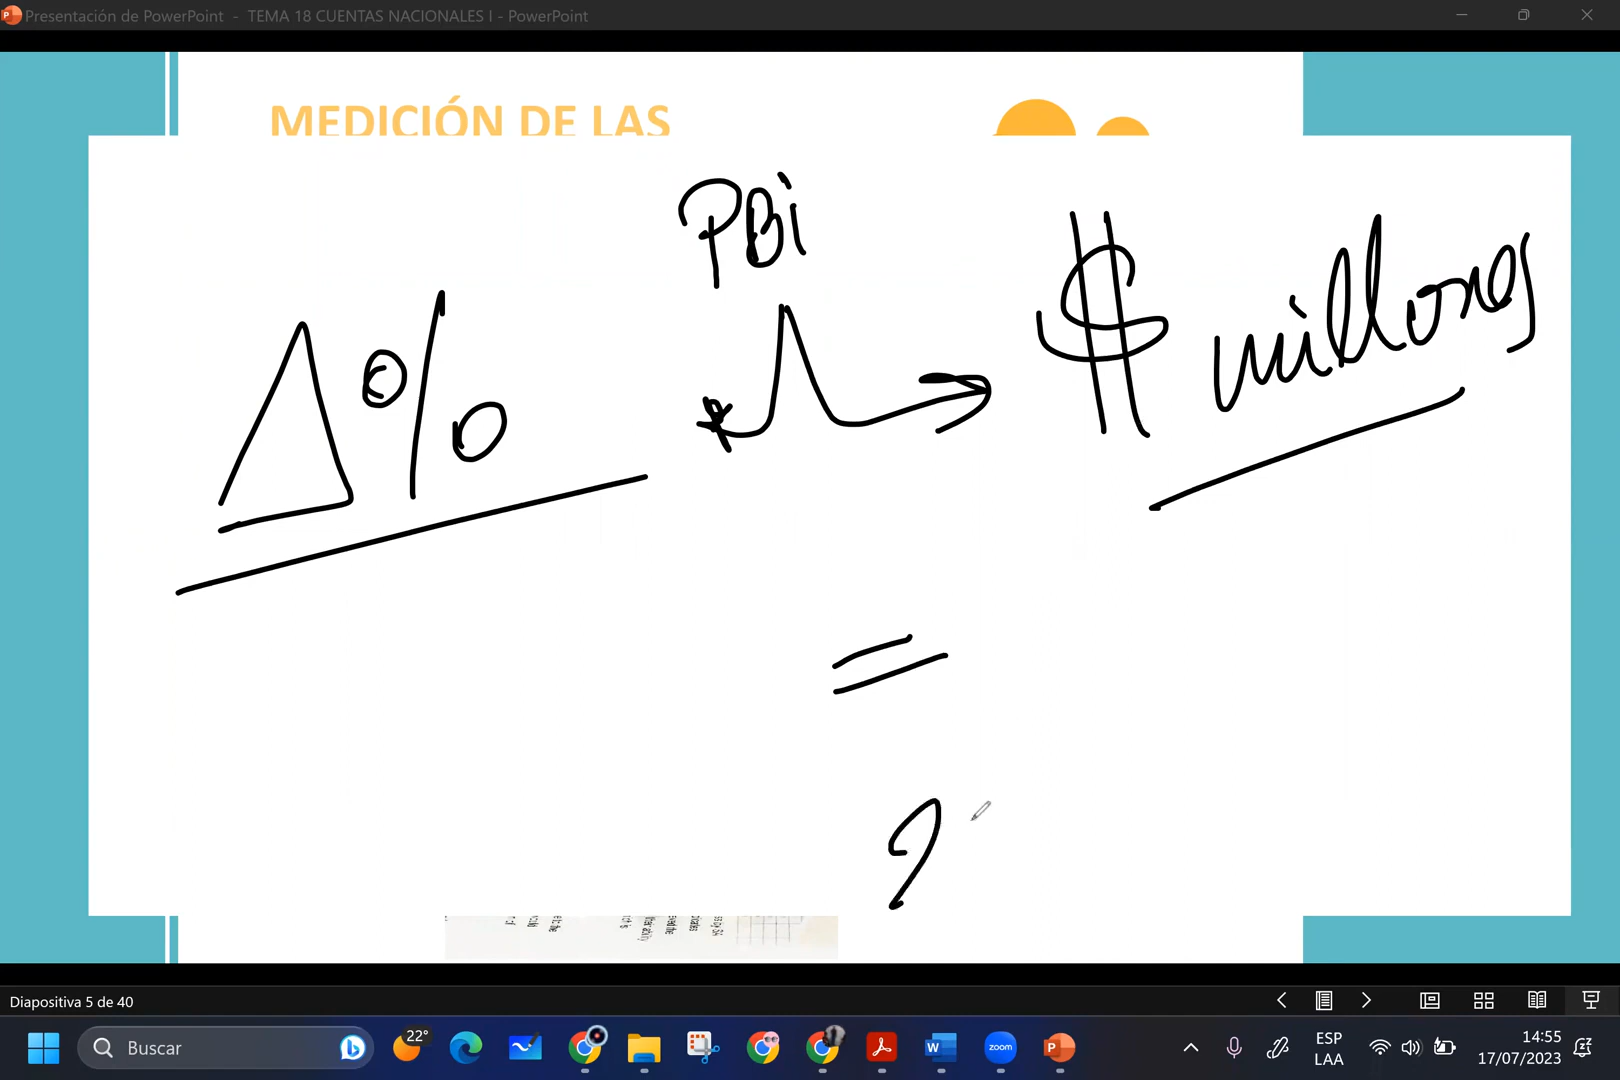 Presentación de PowerPoint - TEMA 18 CUENTAS NACIONALES I - PowerPoint
MEDICIÓN DE LAS
PBi
Δ%
$ millones
=
?
Diapositiva 5 de 40
Buscar
22°
zoom
ESP
LAA
14:55
17/07/2023